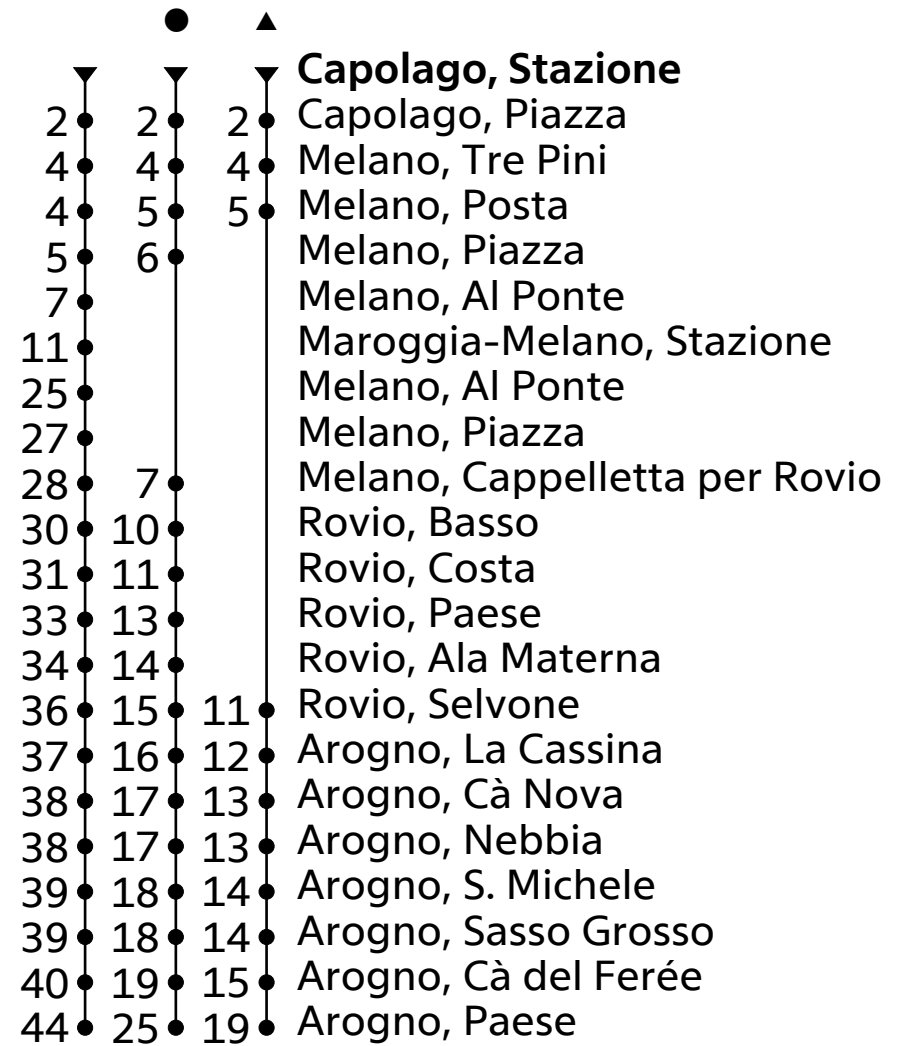 ● ▲
Capolago, Stazione
2 2 2 Capolago, Piazza
4 4 4 Melano, Tre Pini
4 5 5 Melano, Posta
5 6 Melano, Piazza
7 Melano, Al Ponte
11 Maroggia-Melano, Stazione
25 Melano, Al Ponte
27 Melano, Piazza
28 7 Melano, Cappelletta per Rovio
30 10 Rovio, Basso
31 11 Rovio, Costa
33 13 Rovio, Paese
34 14 Rovio, Ala Materna
36 15 11 Rovio, Selvone
37 16 12 Arogno, La Cassina
38 17 13 Arogno, Cà Nova
38 17 13 Arogno, Nebbia
39 18 14 Arogno, S. Michele
39 18 14 Arogno, Sasso Grosso
40 19 15 Arogno, Cà del Ferée
44 25 19 Arogno, Paese